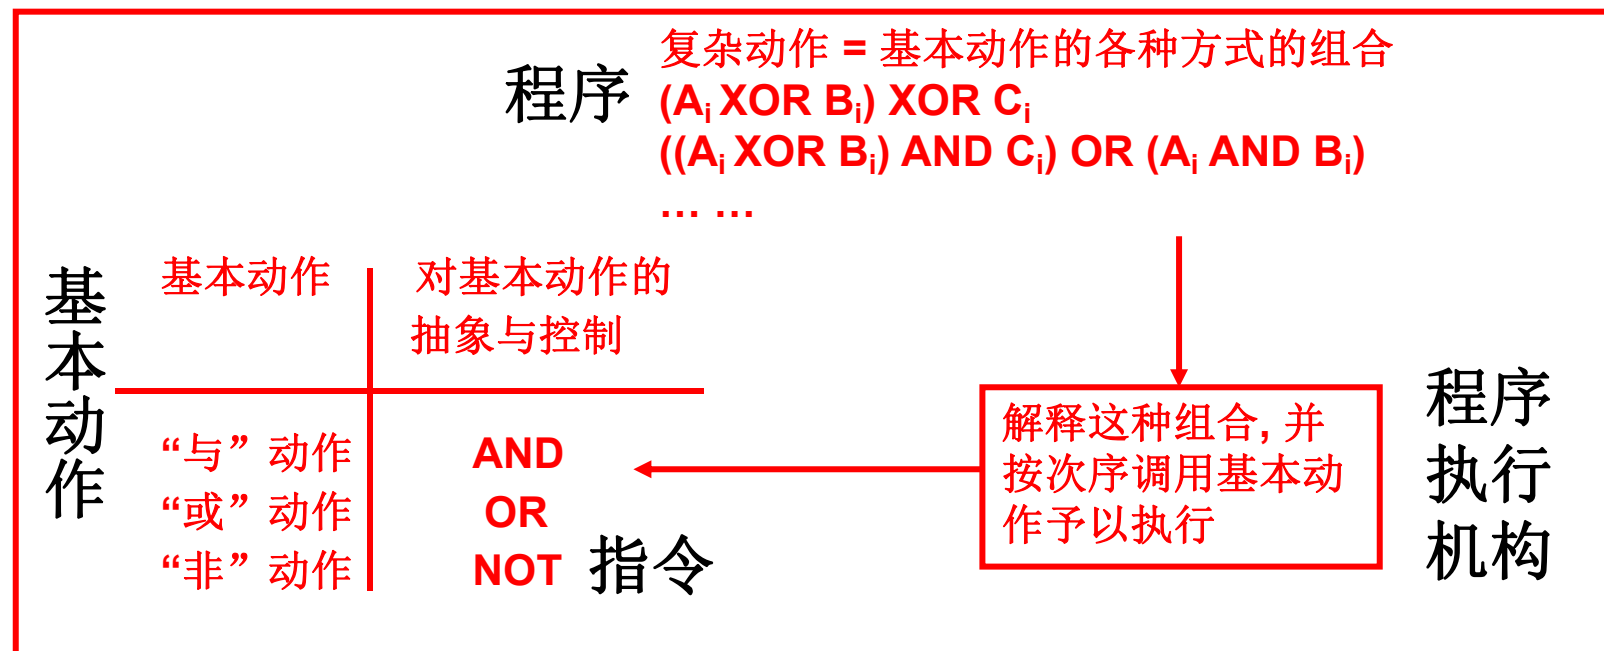 复杂动作 = 基本动作的各种方式的组合
程序
(Ai XOR Bi) XOR Ci
((Ai XOR Bi) AND Ci) OR (Ai AND Bi)
… …
基本动作
基本动作
对基本动作的
抽象与控制
“与”动作 AND
“或”动作 OR
“非”动作 NOT
指令
解释这种组合, 并
按次序调用基本动
作予以执行
程序
执行
机构